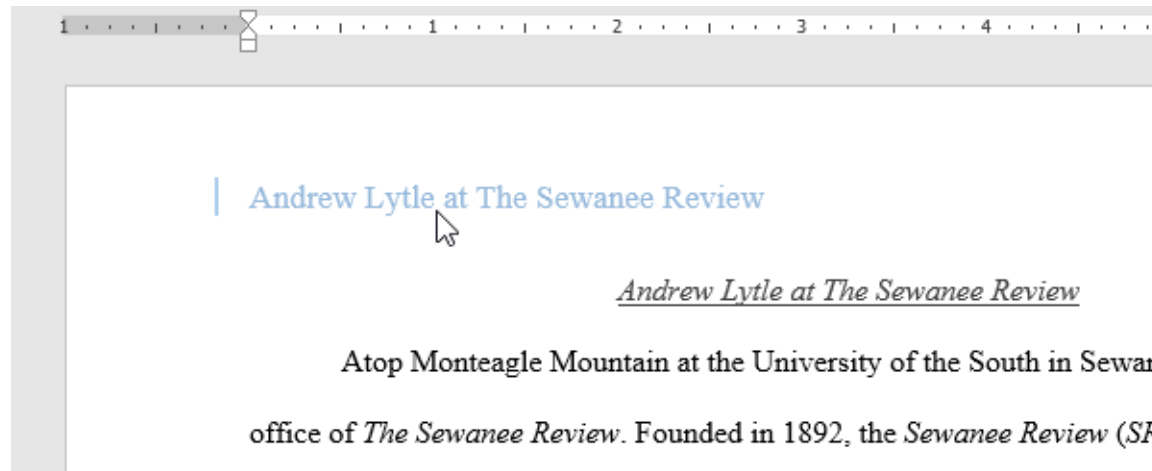 1 1 2 3 4
Andrew Lytle at The Sewanee Review
Andrew Lytle at The Sewanee Review
Atop Monteagle Mountain at the University of the South in
office of The Sewanee Review. Founded in 1892, the Sewanee Review